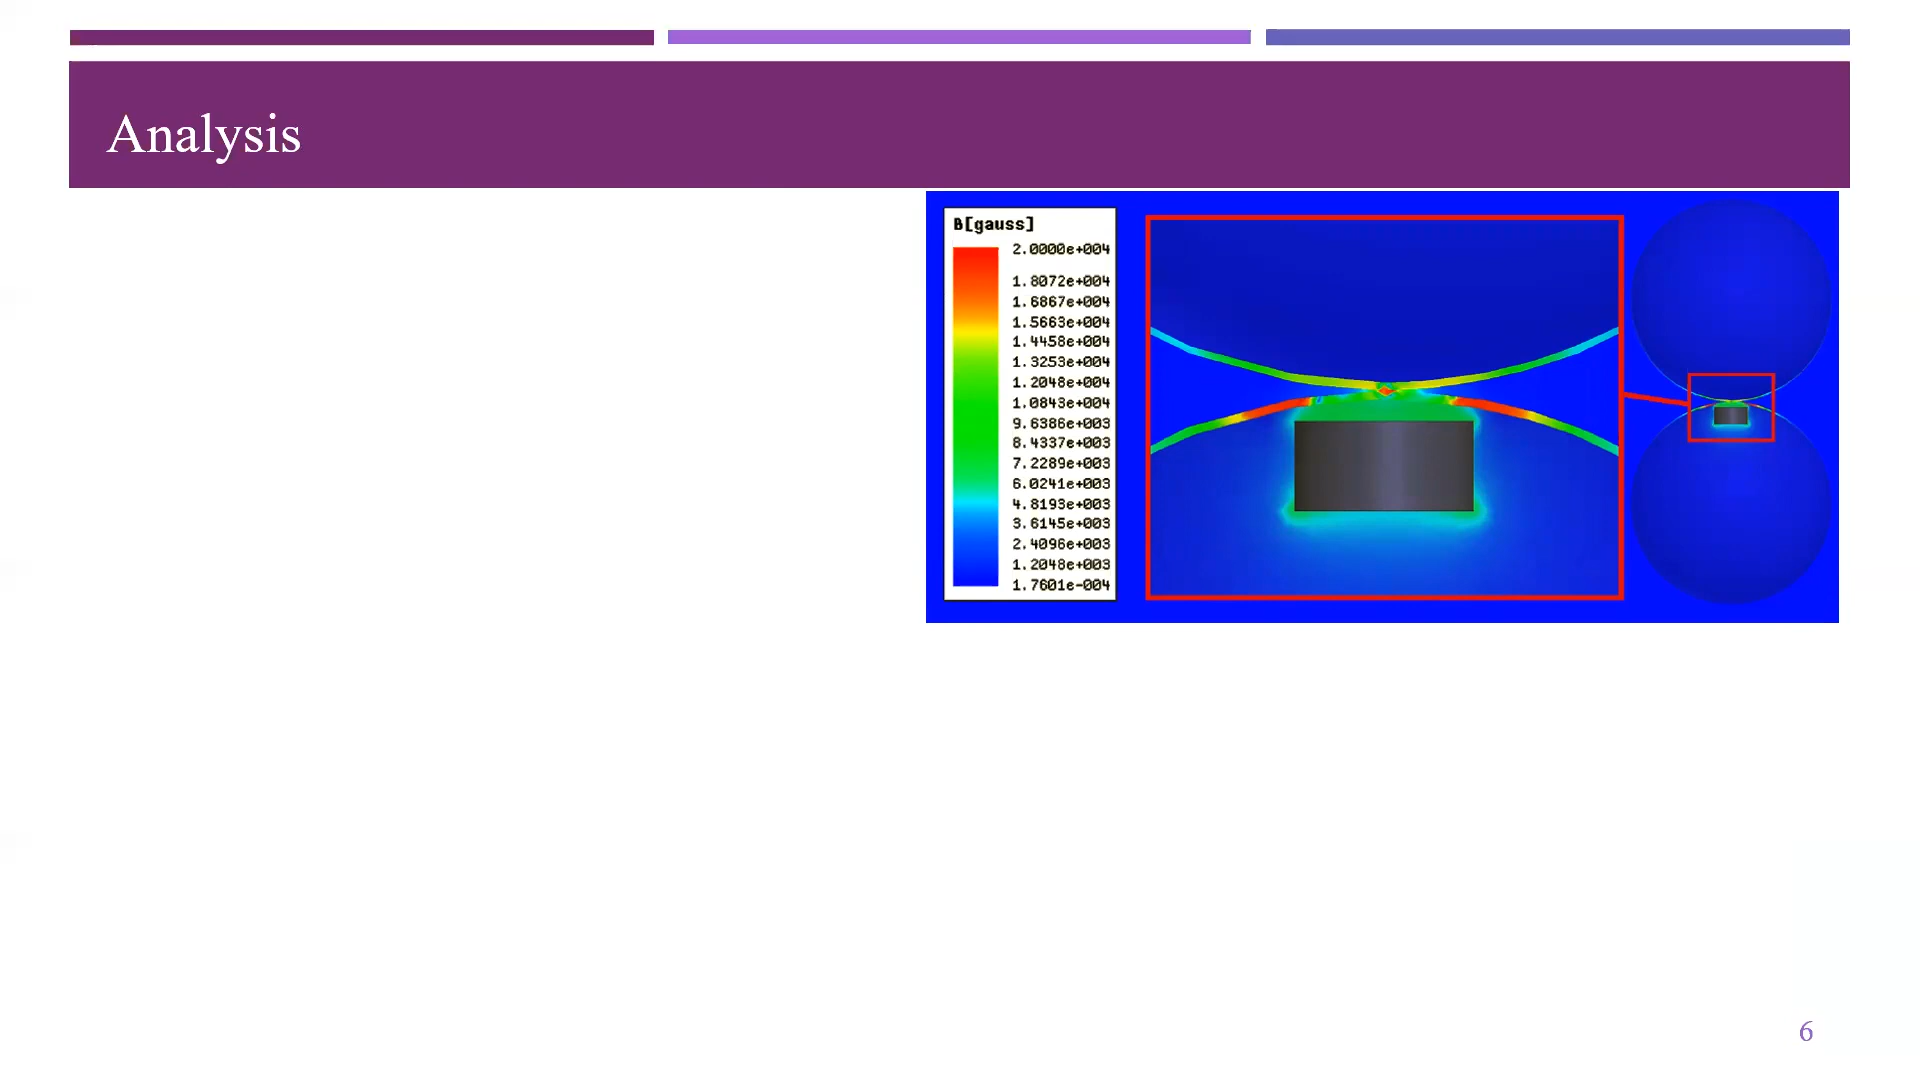 Analysis
B[gauss]
2.0000e+004
1.8072e+004
1.6867e+004
1.5663e+004
1.4458e+004
1.3253e+004
1.2048e+004
1.0843e+004
9.6386e+003
8.4337e+003
7.2289e+003
6.0241e+003
4.8193e+003
3.6145e+003
2.4096e+003
1.2048e+003
1.7601e-004
6